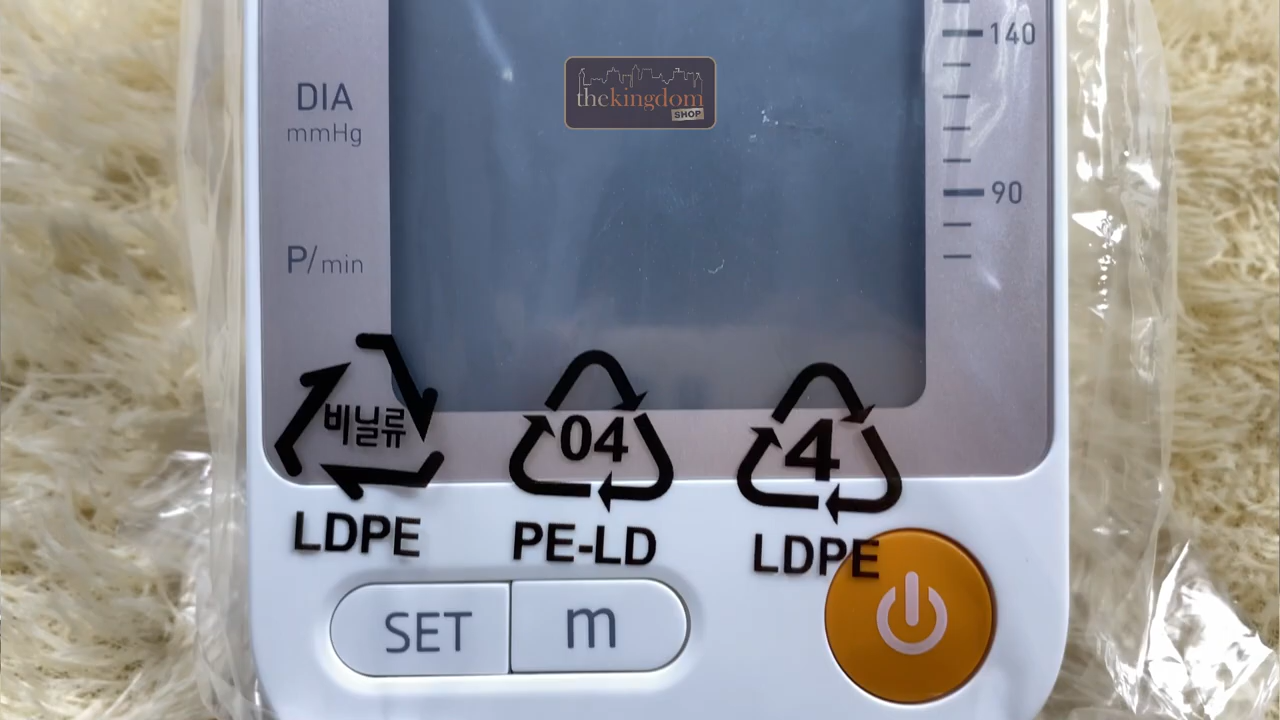 140
thekingdom
SHOP
DIA
mmHg
90
P/min
비닐류
04
4
LDPE
PE-LD
LDPE
SET
m